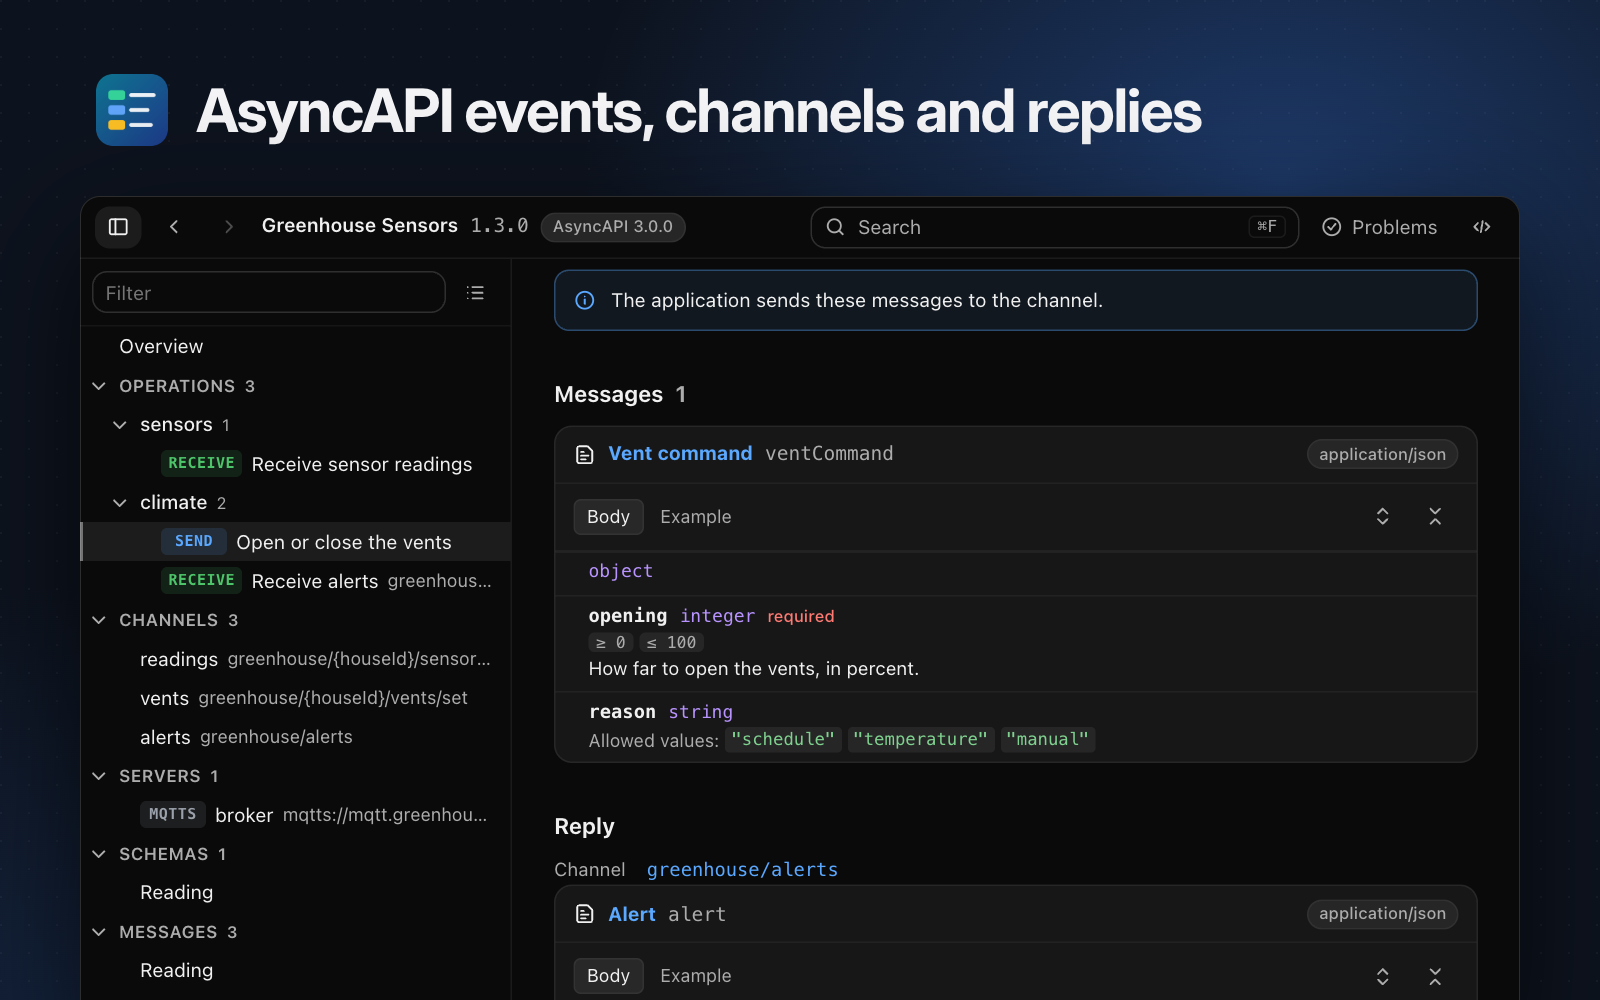 AsyncAPI events, channels and replies
Greenhouse Sensors 1.3.0 AsyncAPI 3.0.0
Search ⌘F
Problems
Filter
Overview
OPERATIONS 3
sensors 1
RECEIVE Receive sensor readings
climate 2
SEND Open or close the vents
RECEIVE Receive alerts greenhous...
CHANNELS 3
readings greenhouse/{houseId}/sensor...
vents greenhouse/{houseId}/vents/set
alerts greenhouse/alerts
SERVERS 1
MQTTS broker mqtts://mqtt.greenhou...
SCHEMAS 1
Reading
MESSAGES 3
Reading
The application sends these messages to the channel.
Messages 1
Vent command ventCommand application/json
Body Example
object
opening integer required
≥ 0 ≤ 100
How far to open the vents, in percent.
reason string
Allowed values: "schedule" "temperature" "manual"
Reply
Channel greenhouse/alerts
Alert alert application/json
Body Example